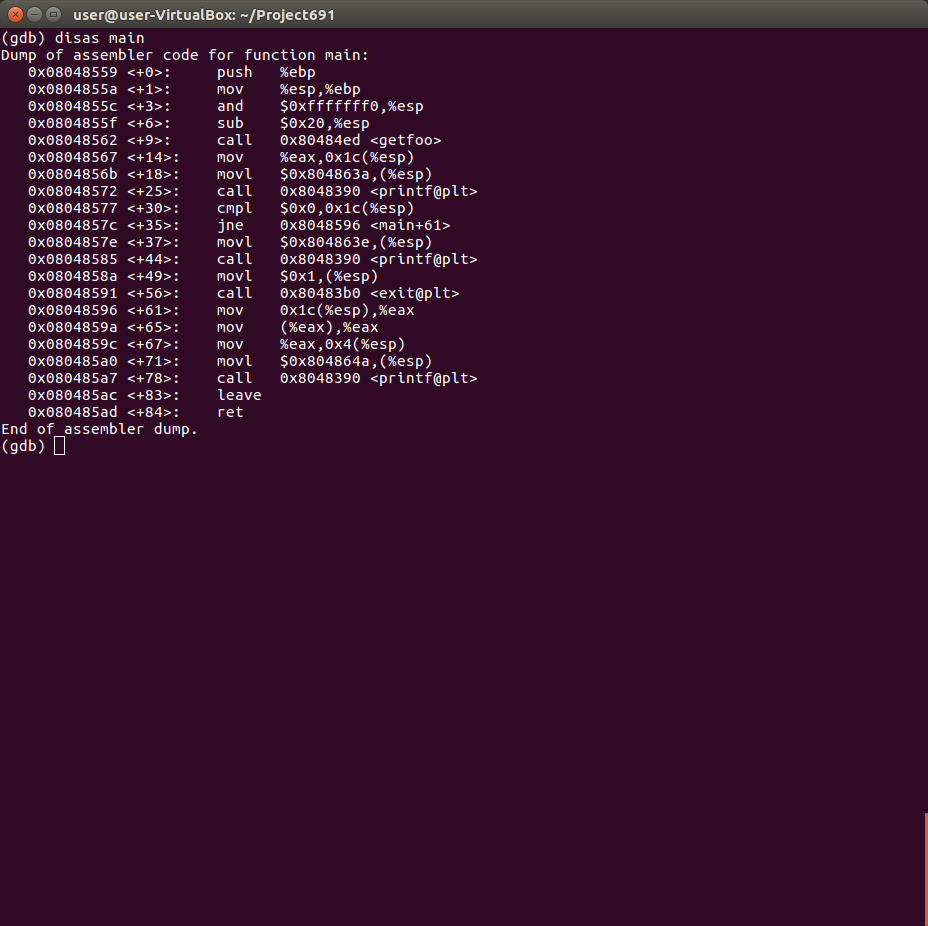 user@user-VirtualBox: ~/Project691
(gdb) disas main
Dump of assembler code for function main:
   0x08048559 <+0>:     push   %ebp
   0x0804855a <+1>:     mov    %esp,%ebp
   0x0804855c <+3>:     and    $0xfffffff0,%esp
   0x0804855f <+6>:     sub    $0x20,%esp
   0x08048562 <+9>:     call   0x80484ed <getfoo>
   0x08048567 <+14>:    mov    %eax,0x1c(%esp)
   0x0804856b <+18>:    movl   $0x804863a,(%esp)
   0x08048572 <+25>:    call   0x8048390 <printf@plt>
   0x08048577 <+30>:    cmpl   $0x0,0x1c(%esp)
   0x0804857c <+35>:    jne    0x8048596 <main+61>
   0x0804857e <+37>:    movl   $0x804863e,(%esp)
   0x08048585 <+44>:    call   0x8048390 <printf@plt>
   0x0804858a <+49>:    movl   $0x1,(%esp)
   0x08048591 <+56>:    call   0x80483b0 <exit@plt>
   0x08048596 <+61>:    mov    0x1c(%esp),%eax
   0x0804859a <+65>:    mov    (%eax),%eax
   0x0804859c <+67>:    mov    %eax,0x4(%esp)
   0x080485a0 <+71>:    movl   $0x804864a,(%esp)
   0x080485a7 <+78>:    call   0x8048390 <printf@plt>
   0x080485ac <+83>:    leave
   0x080485ad <+84>:    ret
End of assembler dump.
(gdb)